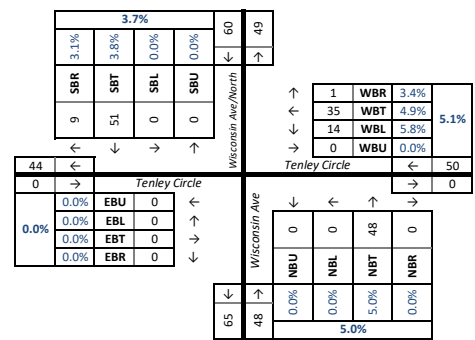 3.7%
60
49
3.1%
3.8%
0.0%
0.0%
↓
↑
SBR
SBT
SBL
SBU
Wisconsin Ave/North
9
51
0
0
← ↓ → ↑
↑ 1 WBR 3.4%
← 35 WBT 4.9%
↓ 14 WBL 5.8%
→ 0 WBU 0.0%
5.1%
44 ←
Tenley Circle
← 50
0 →
Tenley Circle
→ 0
0.0%
0.0% EBU 0 ←
0.0% EBL 0 ↑
0.0% EBT 0 →
0.0% EBR 0 ↓
Wisconsin Ave
↓ ← ↑ →
0
0
48
0
NBU
NBL
NBT
NBR
↓
↑
0.0%
0.0%
5.0%
0.0%
65
48
5.0%